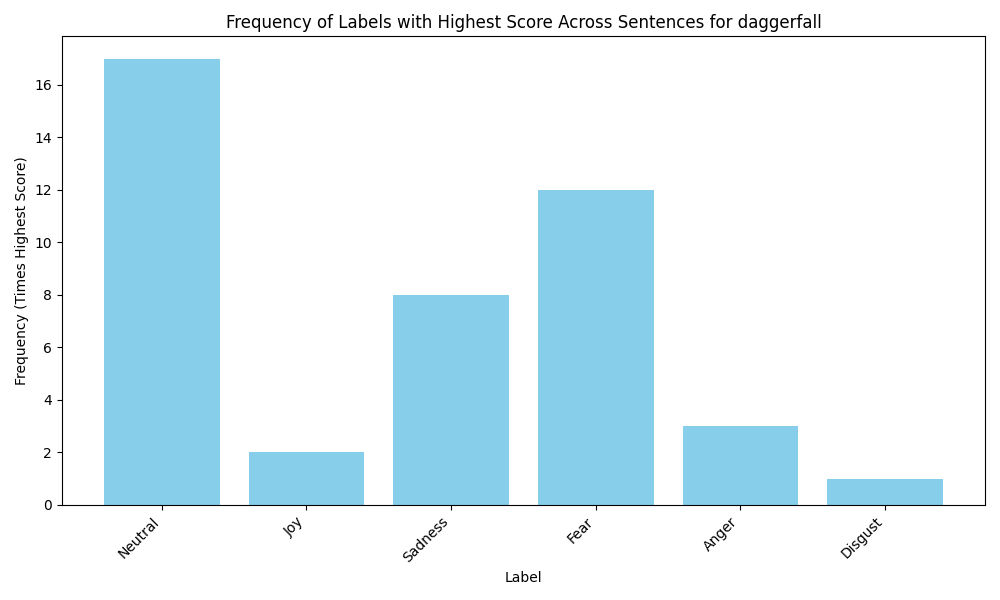 Frequency of Labels with Highest Score Across Sentences for daggerfall
Frequency (Times Highest Score)
16
14
12
10
8
6
4
2
0
Neutral
Joy
Sadness
Fear
Anger
Disgust
Label